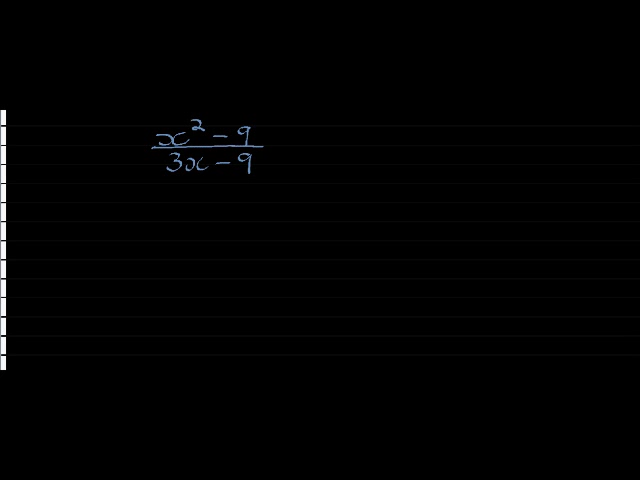 x² - 9
3x - 9